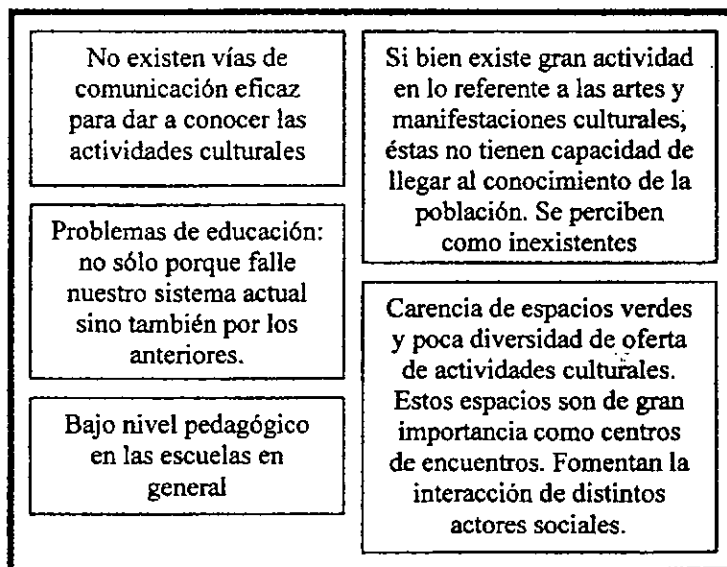 No existen vías de
comunicación eficaz
para dar a conocer las
actividades culturales
Problemas de educación:
no sólo porque falle
nuestro sistema actual
sino también por los
anteriores.
Bajo nivel pedagógico
en las escuelas en
general
Si bien existe gran actividad
en lo referente a las artes y
manifestaciones culturales,
éstas no tienen capacidad de
llegar al conocimiento de la
población. Se perciben
como inexistentes
Carencia de espacios verdes
y poca diversidad de oferta
de actividades culturales.
Estos espacios son de gran
importancia como centros
de encuentros. Fomentan la
interacción de distintos
actores sociales.